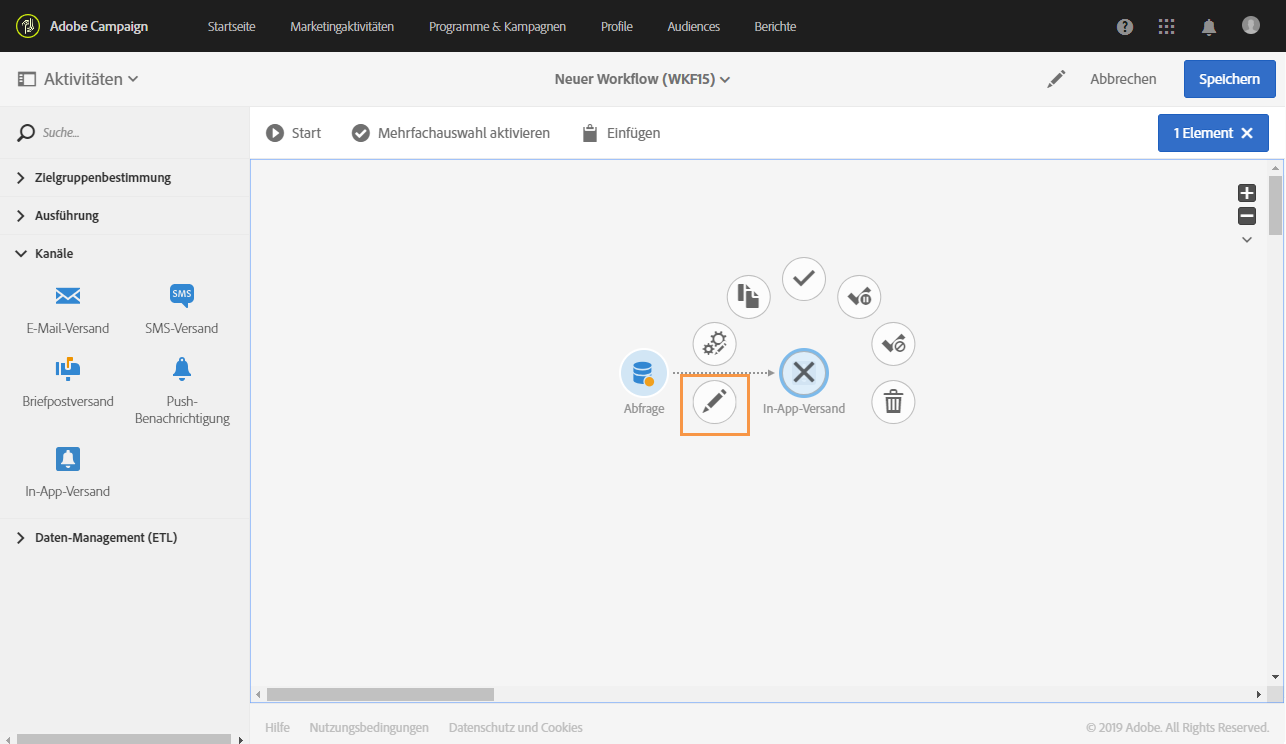 Adobe Campaign
Startseite
Marketingaktivitäten
Programme & Kampagnen
Profile
Audiences
Berichte
?
Aktivitäten
Neuer Workflow (WKF15)
Abbrechen
Speichern
Suche...
Start
Mehrfachauswahl aktivieren
Einfügen
1 Element
Zielgruppenbestimmung
Ausführung
Kanäle
E-Mail-Versand
SMS
SMS-Versand
Briefpostversand
Push-
Benachrichtigung
In-App-Versand
Daten-Management (ETL)
Abfrage
In-App-Versand
Hilfe
Nutzungsbedingungen
Datenschutz und Cookies
© 2019 Adobe. All Rights Reserved.